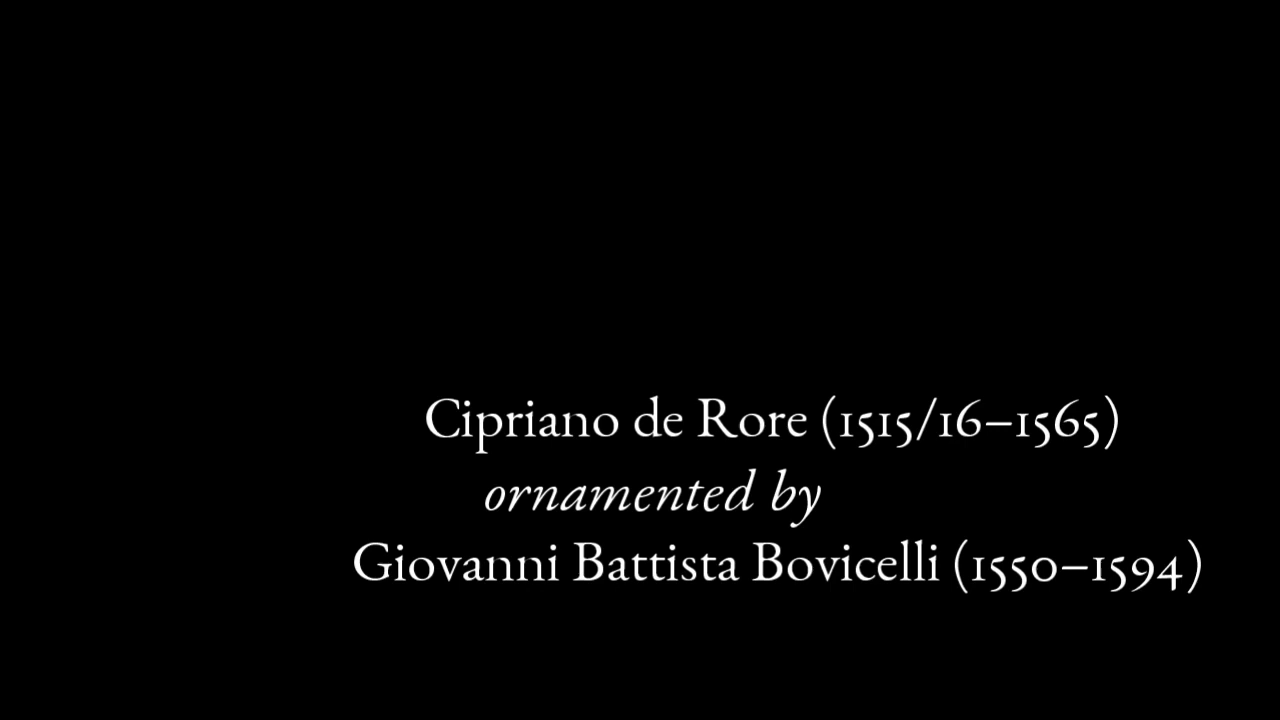 Cipriano de Rore (1515/16–1565)
ornamented by
Giovanni Battista Bovicelli (1550–1594)